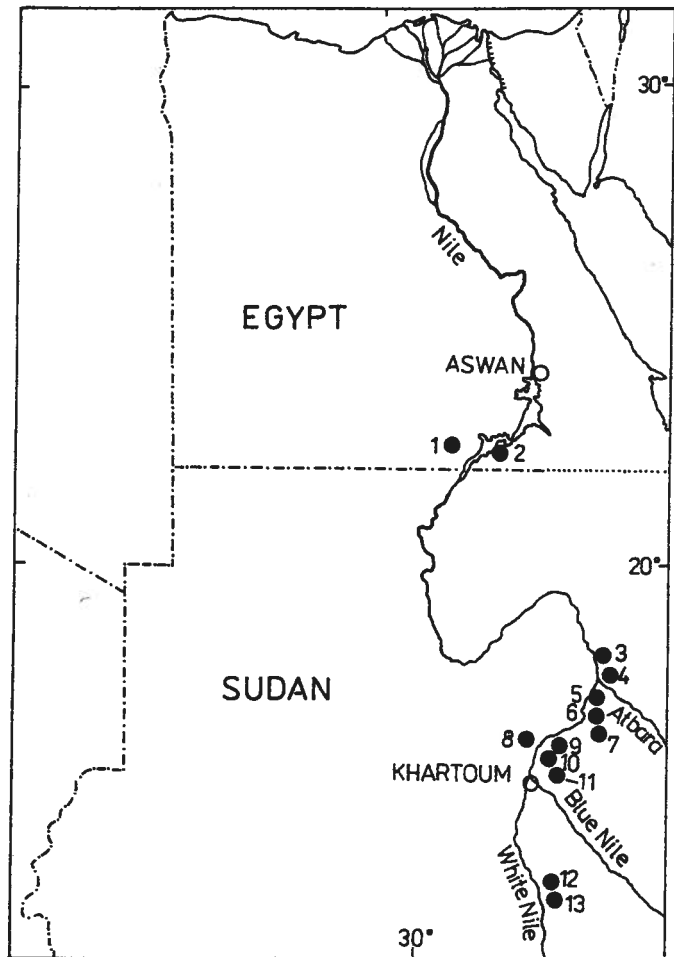 30°
Nile
EGYPT
ASWAN
1
2
20°
3
SUDAN
4
5
6
Atbara
7
8
9
10
KHARTOUM
11
Blue Nile
White Nile
12
13
30°